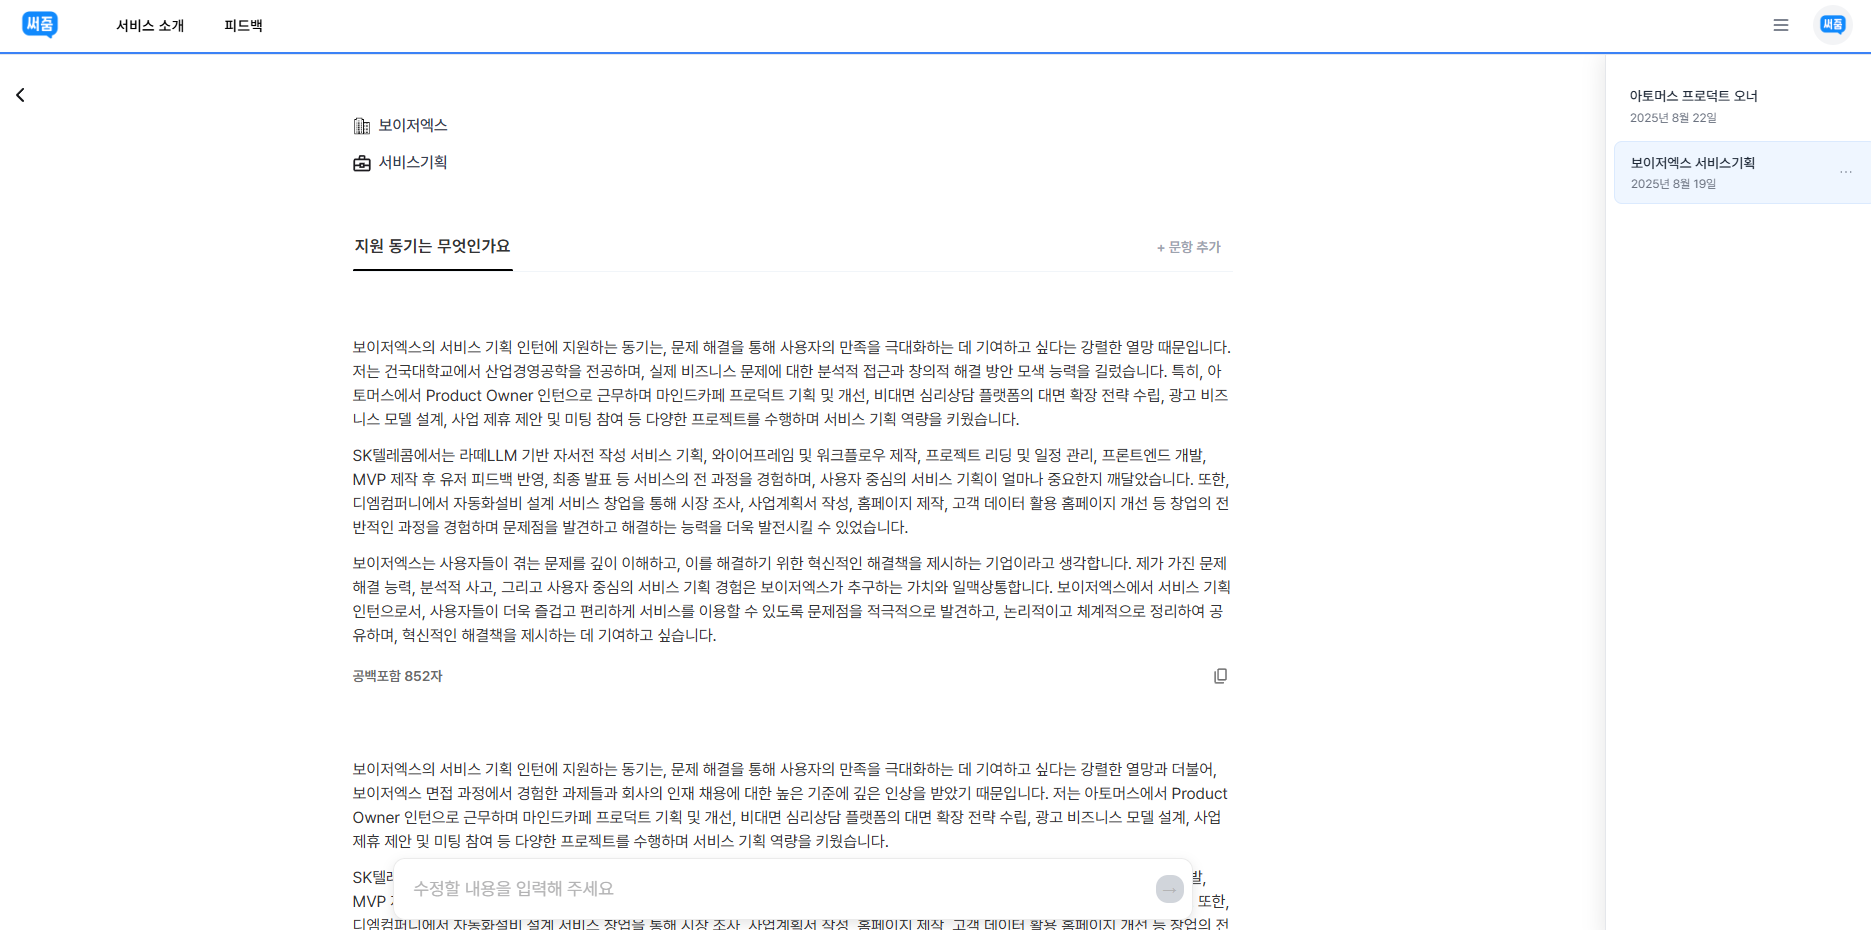 써줌
서비스 소개
피드백
써줌
보이저엑스
서비스기획
지원 동기는 무엇인가요
+ 문항 추가
보이저엑스의 서비스 기획 인턴에 지원하는 동기는, 문제 해결을 통해 사용자의 만족을 극대화하는 데 기여하고 싶다는 강렬한 열망 때문입니다.
저는 건국대학교에서 산업경영공학을 전공하며, 실제 비즈니스 문제에 대한 분석적 접근과 창의적 해결 방안 모색 능력을 길렀습니다. 특히, 아
토머스에서 Product Owner 인턴으로 근무하며 마인드카페 프로덕트 기획 및 개선, 비대면 심리상담 플랫폼의 대면 확장 전략 수립, 광고 비즈
니스 모델 설계, 사업 제휴 제안 및 미팅 참여 등 다양한 프로젝트를 수행하며 서비스 기획 역량을 키웠습니다.
SK텔레콤에서는 라떼LLM 기반 자서전 작성 서비스 기획, 와이어프레임 및 워크플로우 제작, 프로젝트 리딩 및 일정 관리, 프론트엔드 개발,
MVP 제작 후 유저 피드백 반영, 최종 발표 등 서비스의 전 과정을 경험하며, 사용자 중심의 서비스 기획이 얼마나 중요한지 깨달았습니다. 또한,
디엠컴퍼니에서 자동화설비 설계 서비스 창업을 통해 시장 조사, 사업계획서 작성, 홈페이지 제작, 고객 데이터 활용 홈페이지 개선 등 창업의 전
반적인 과정을 경험하며 문제점을 발견하고 해결하는 능력을 더욱 발전시킬 수 있었습니다.
보이저엑스는 사용자들이 겪는 문제를 깊이 이해하고, 이를 해결하기 위한 혁신적인 해결책을 제시하는 기업이라고 생각합니다. 제가 가진 문제
해결 능력, 분석적 사고, 그리고 사용자 중심의 서비스 기획 경험은 보이저엑스가 추구하는 가치와 일맥상통합니다. 보이저엑스에서 서비스 기획
인턴으로서, 사용자들이 더욱 즐겁고 편리하게 서비스를 이용할 수 있도록 문제점을 적극적으로 발견하고, 논리적이고 체계적으로 정리하여 공
유하며, 혁신적인 해결책을 제시하는 데 기여하고 싶습니다.
공백포함 852자
보이저엑스의 서비스 기획 인턴에 지원하는 동기는, 문제 해결을 통해 사용자의 만족을 극대화하는 데 기여하고 싶다는 강렬한 열망과 더불어,
보이저엑스 면접 과정에서 경험한 과제들과 회사의 인재 채용에 대한 높은 기준에 깊은 인상을 받았기 때문입니다. 저는 아토머스에서 Product
Owner 인턴으로 근무하며 마인드카페 프로덕트 기획 및 개선, 비대면 심리상담 플랫폼의 대면 확장 전략 수립, 광고 비즈니스 모델 설계, 사업
제휴 제안 및 미팅 참여 등 다양한 프로젝트를 수행하며 서비스 기획 역량을 키웠습니다.
SK텔레 발,
수정할 내용을 입력해 주세요
MVP 또한,
디엠컴퍼니에서 자동화설비 설계 서비스 창업을 통해 시장 조사, 사업계획서 작성, 홈페이지 제작, 고객 데이터 활용 홈페이지 개선 등 창업의 전
아토머스 프로덕트 오너
2025년 8월 22일
보이저엑스 서비스기획
2025년 8월 19일